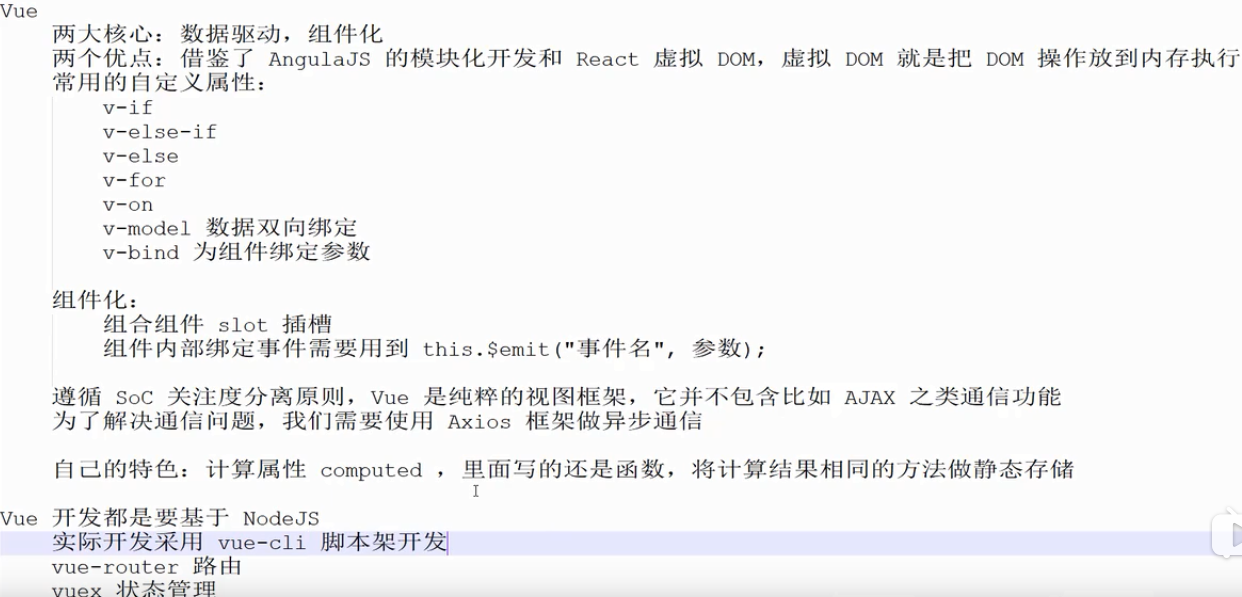 Vue
两大核心：数据驱动，组件化
两个优点：借鉴了 AngulaJS 的模块化开发和 React 虚拟 DOM，虚拟 DOM 就是把 DOM 操作放到内存执行
常用的自定义属性：
v-if
v-else-if
v-else
v-for
v-on
v-model 数据双向绑定
v-bind 为组件绑定参数
组件化：
组合组件 slot 插槽
组件内部绑定事件需要用到 this.$emit("事件名", 参数);
遵循 SoC 关注度分离原则，Vue 是纯粹的视图框架，它并不包含比如 AJAX 之类通信功能
为了解决通信问题，我们需要使用 Axios 框架做异步通信
自己的特色：计算属性 computed ，里面写的还是函数，将计算结果相同的方法做静态存储
Vue 开发都是要基于 NodeJS
实际开发采用 vue-cli 脚本架开发
vue-router 路由
vuex 状态管理